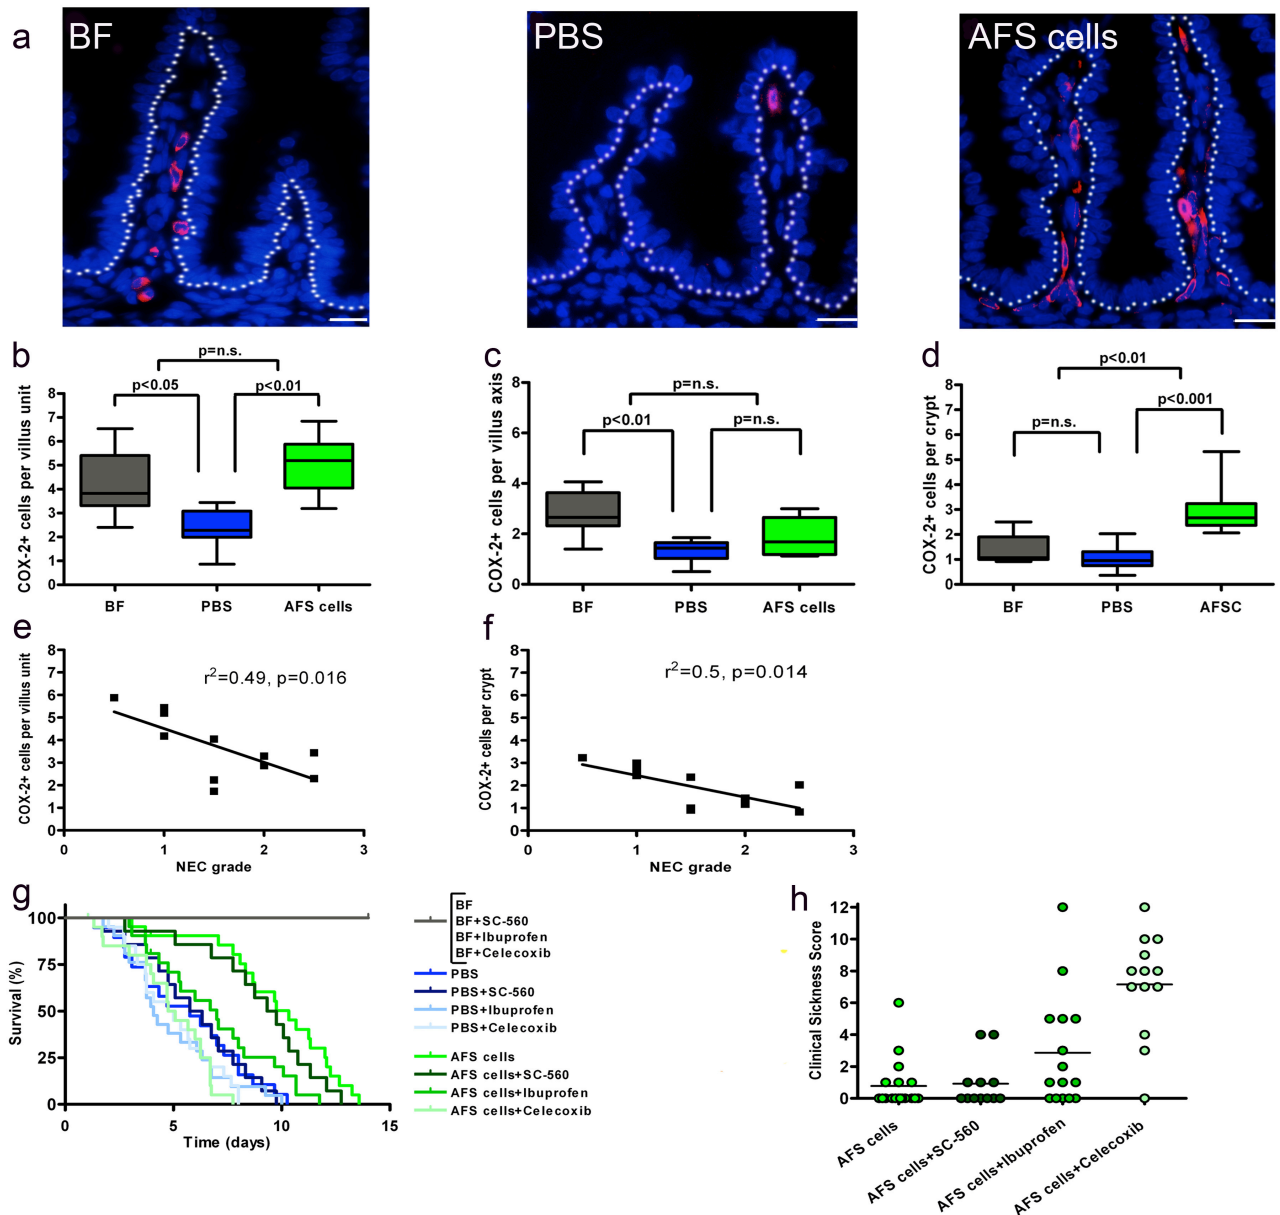 a
BF
PBS
AFS cells
b
COX-2+ cells per villus unit
8
7
6
5
4
3
2
1
0
p=n.s.
p<0.05
p<0.01
BF
PBS
AFS cells
c
COX-2+ cells per villus axis
8
6
4
2
0
p=n.s.
p<0.01
p=n.s.
BF
PBS
AFS cells
d
COX-2+ cells per crypt
8
7
6
5
4
3
2
1
0
p<0.01
p<0.001
p=n.s.
BF
PBS
AFSC
e
COX-2+ cells per villus unit
8
7
6
5
4
3
2
1
0
r²=0.49, p=0.016
0
1
2
3
NEC grade
f
COX-2+ cells per crypt
8
7
6
5
4
3
2
1
0
r²=0.5, p=0.014
0
1
2
3
NEC grade
g
Survival (%)
100
75
50
25
0
0
5
10
15
Time (days)
BF
BF+SC-560
BF+Ibuprofen
BF+Celecoxib
PBS
PBS+SC-560
PBS+Ibuprofen
PBS+Celecoxib
AFS cells
AFS cells+SC-560
AFS cells+Ibuprofen
AFS cells+Celecoxib
h
Clinical Sickness Score
12
10
8
6
4
2
0
AFS cells
AFS cells+SC-560
AFS cells+Ibuprofen
AFS cells+Celecoxib